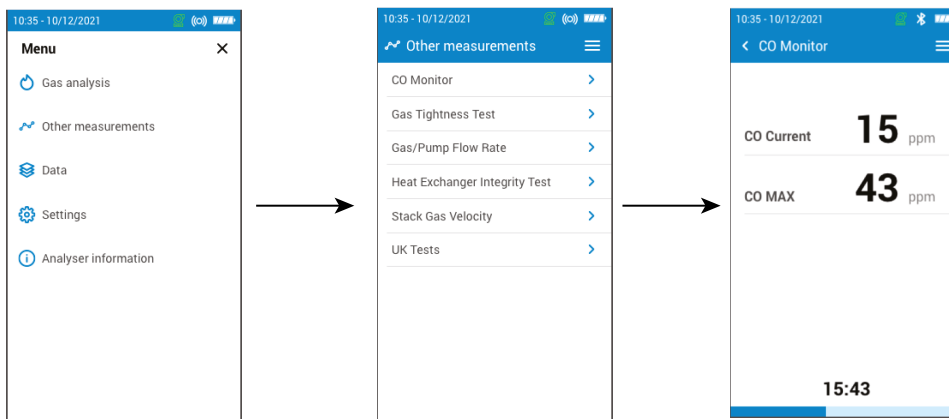 10:35 - 10/12/2021
Menu
Gas analysis
Other measurements
Data
Settings
Analyser information
10:35 - 10/12/2021
Other measurements
CO Monitor
Gas Tightness Test
Gas/Pump Flow Rate
Heat Exchanger Integrity Test
Stack Gas Velocity
UK Tests
10:35 - 10/12/2021
CO Monitor
CO Current 15 ppm
CO MAX 43 ppm
15:43